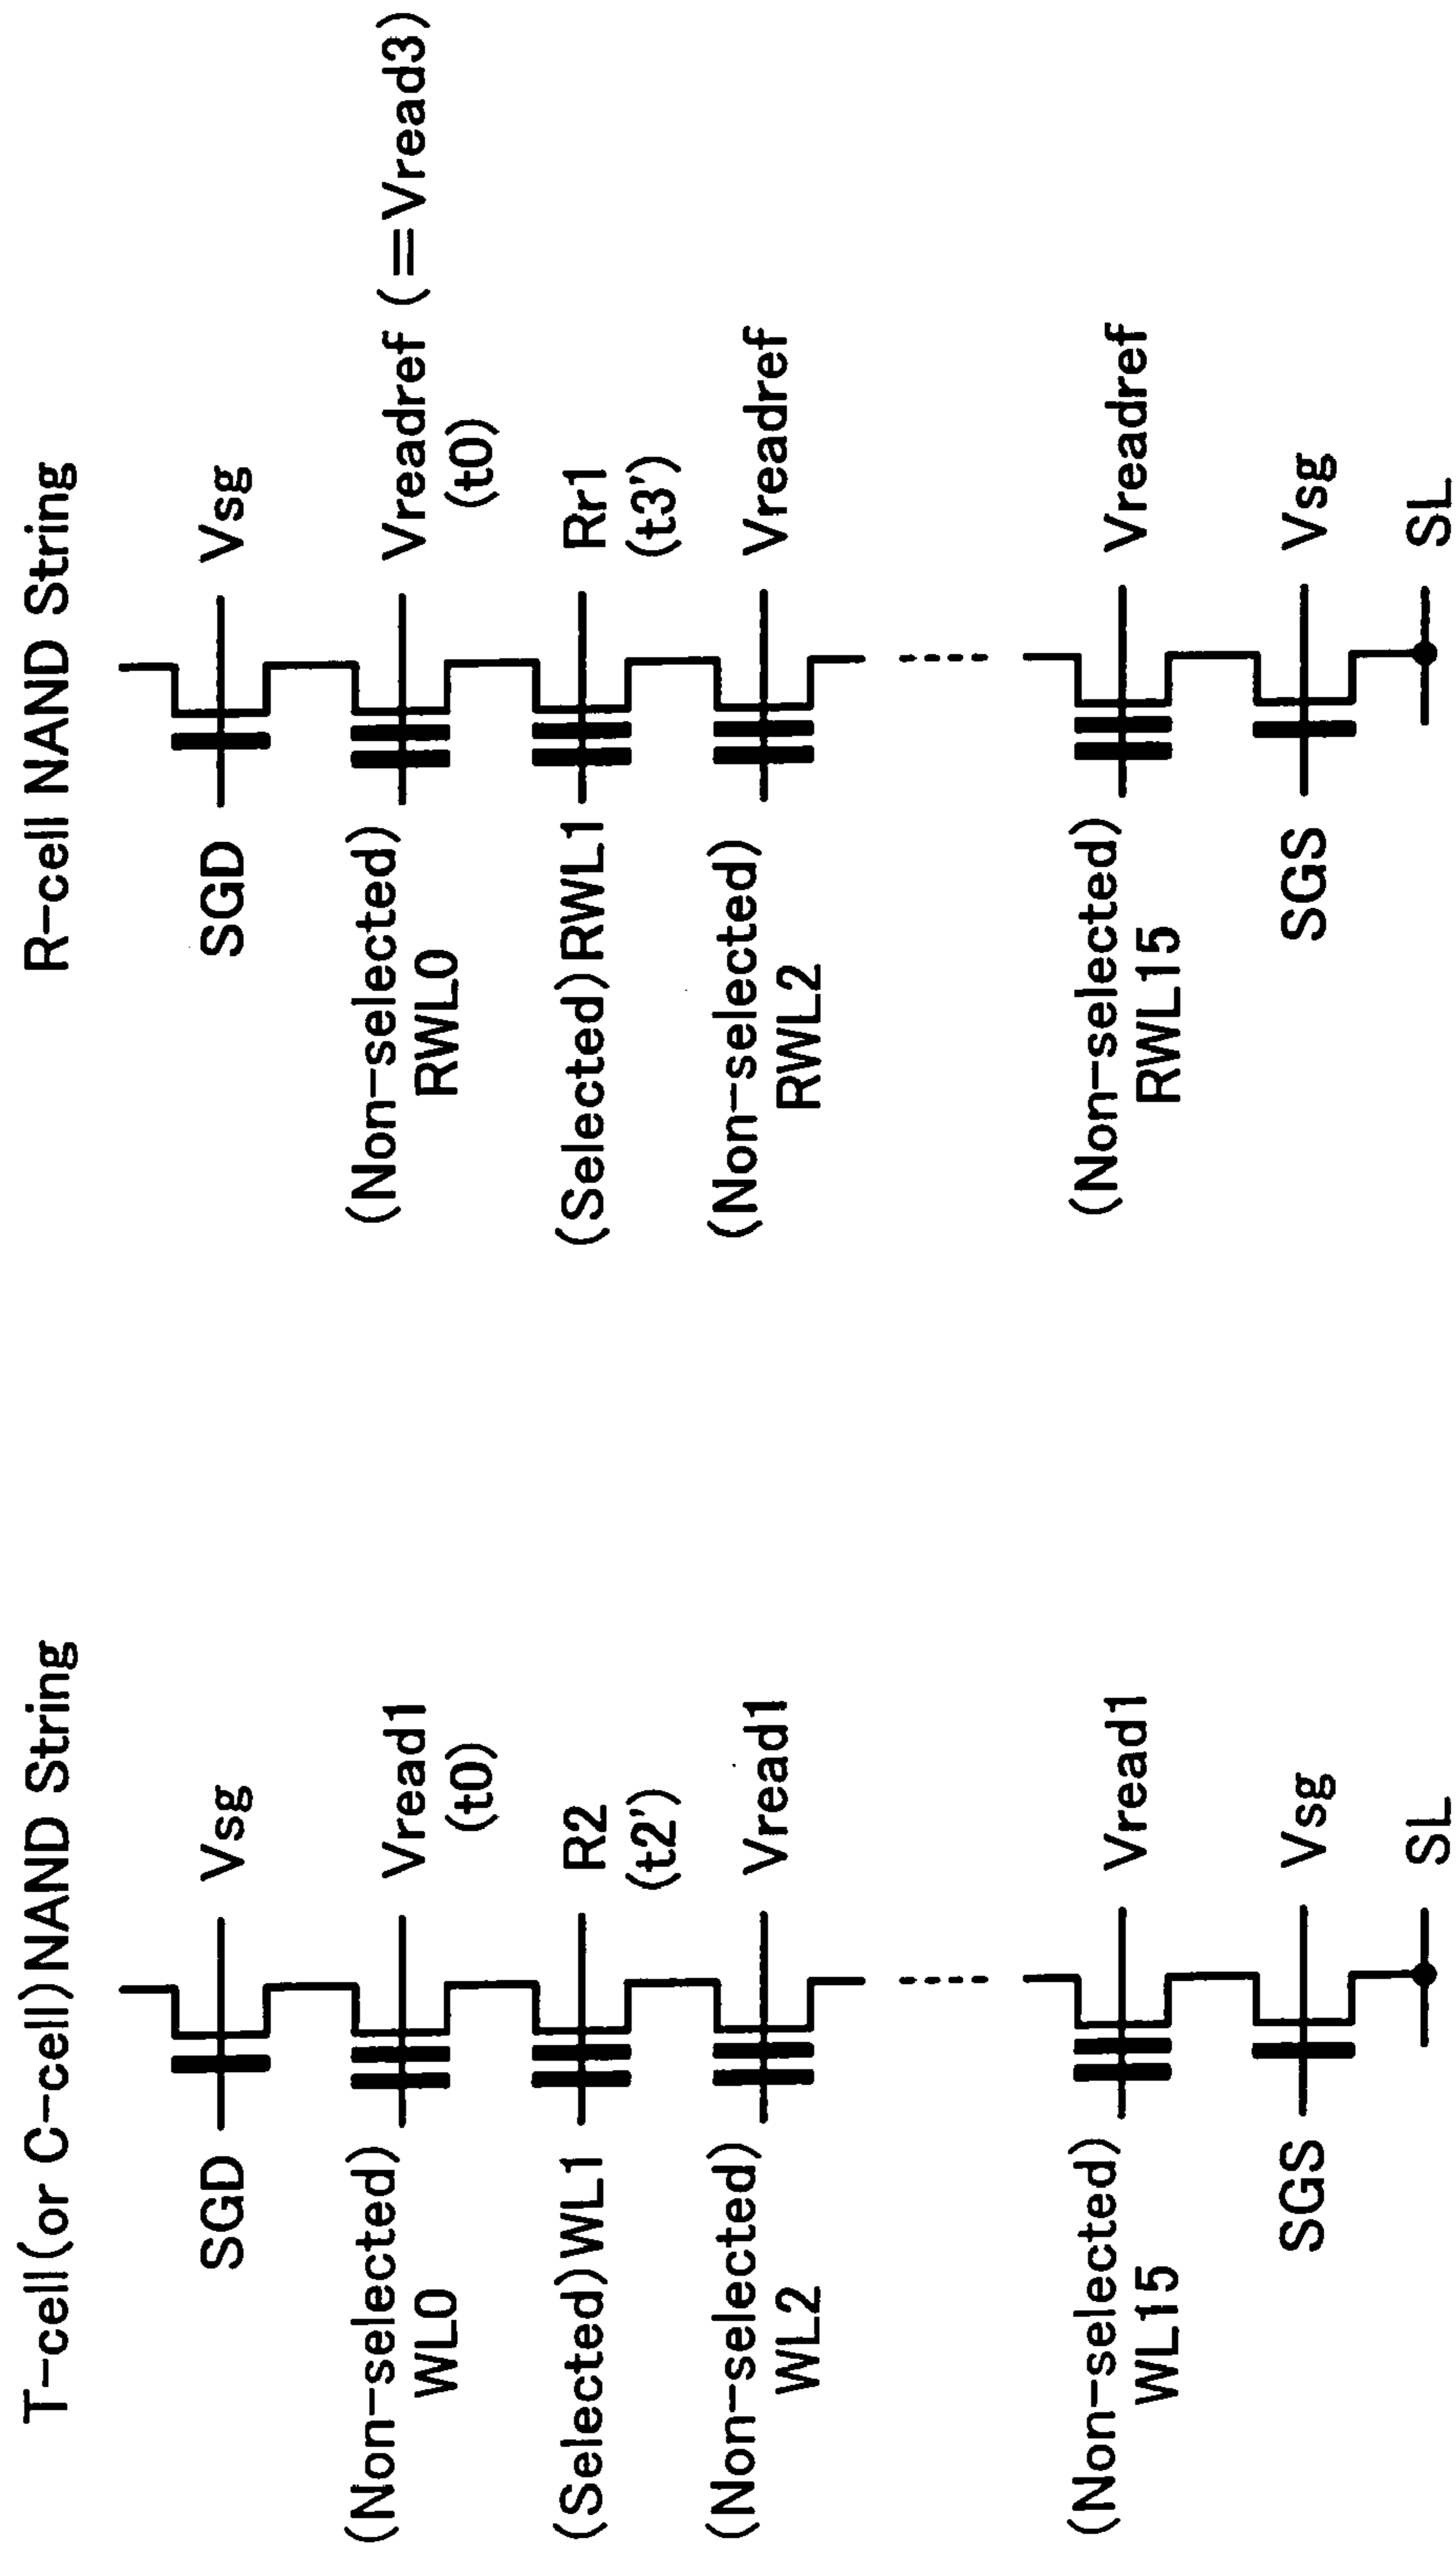 T-cell(or C-cell)NAND String
SGD
Vsg
(Non-selected)
WL0
Vread1
(t0)
(Selected)WL1
R2
(t2')
(Non-selected)
WL2
Vread1
(Non-selected)
WL15
Vread1
SGS
Vsg
SL
R-cell NAND String
SGD
Vsg
(Non-selected)
RWL0
Vreadref (=Vread3)
(t0)
(Selected)RWL1
Rr1
(t3')
(Non-selected)
RWL2
Vreadref
(Non-selected)
RWL15
Vreadref
SGS
Vsg
SL